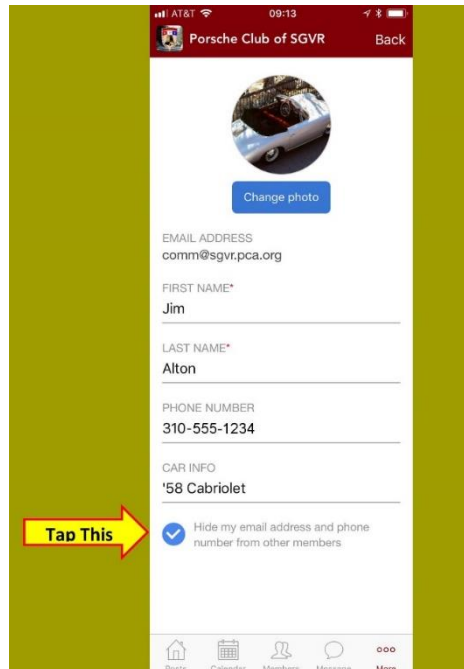 AT&T 09:13
Porsche Club of SGVR Back
Change photo
EMAIL ADDRESS
comm@sgvr.pca.org
FIRST NAME*
Jim
LAST NAME*
Alton
PHONE NUMBER
310-555-1234
CAR INFO
'58 Cabriolet
Tap This
Hide my email address and phone
number from other members
Posts Calendar Members Message More